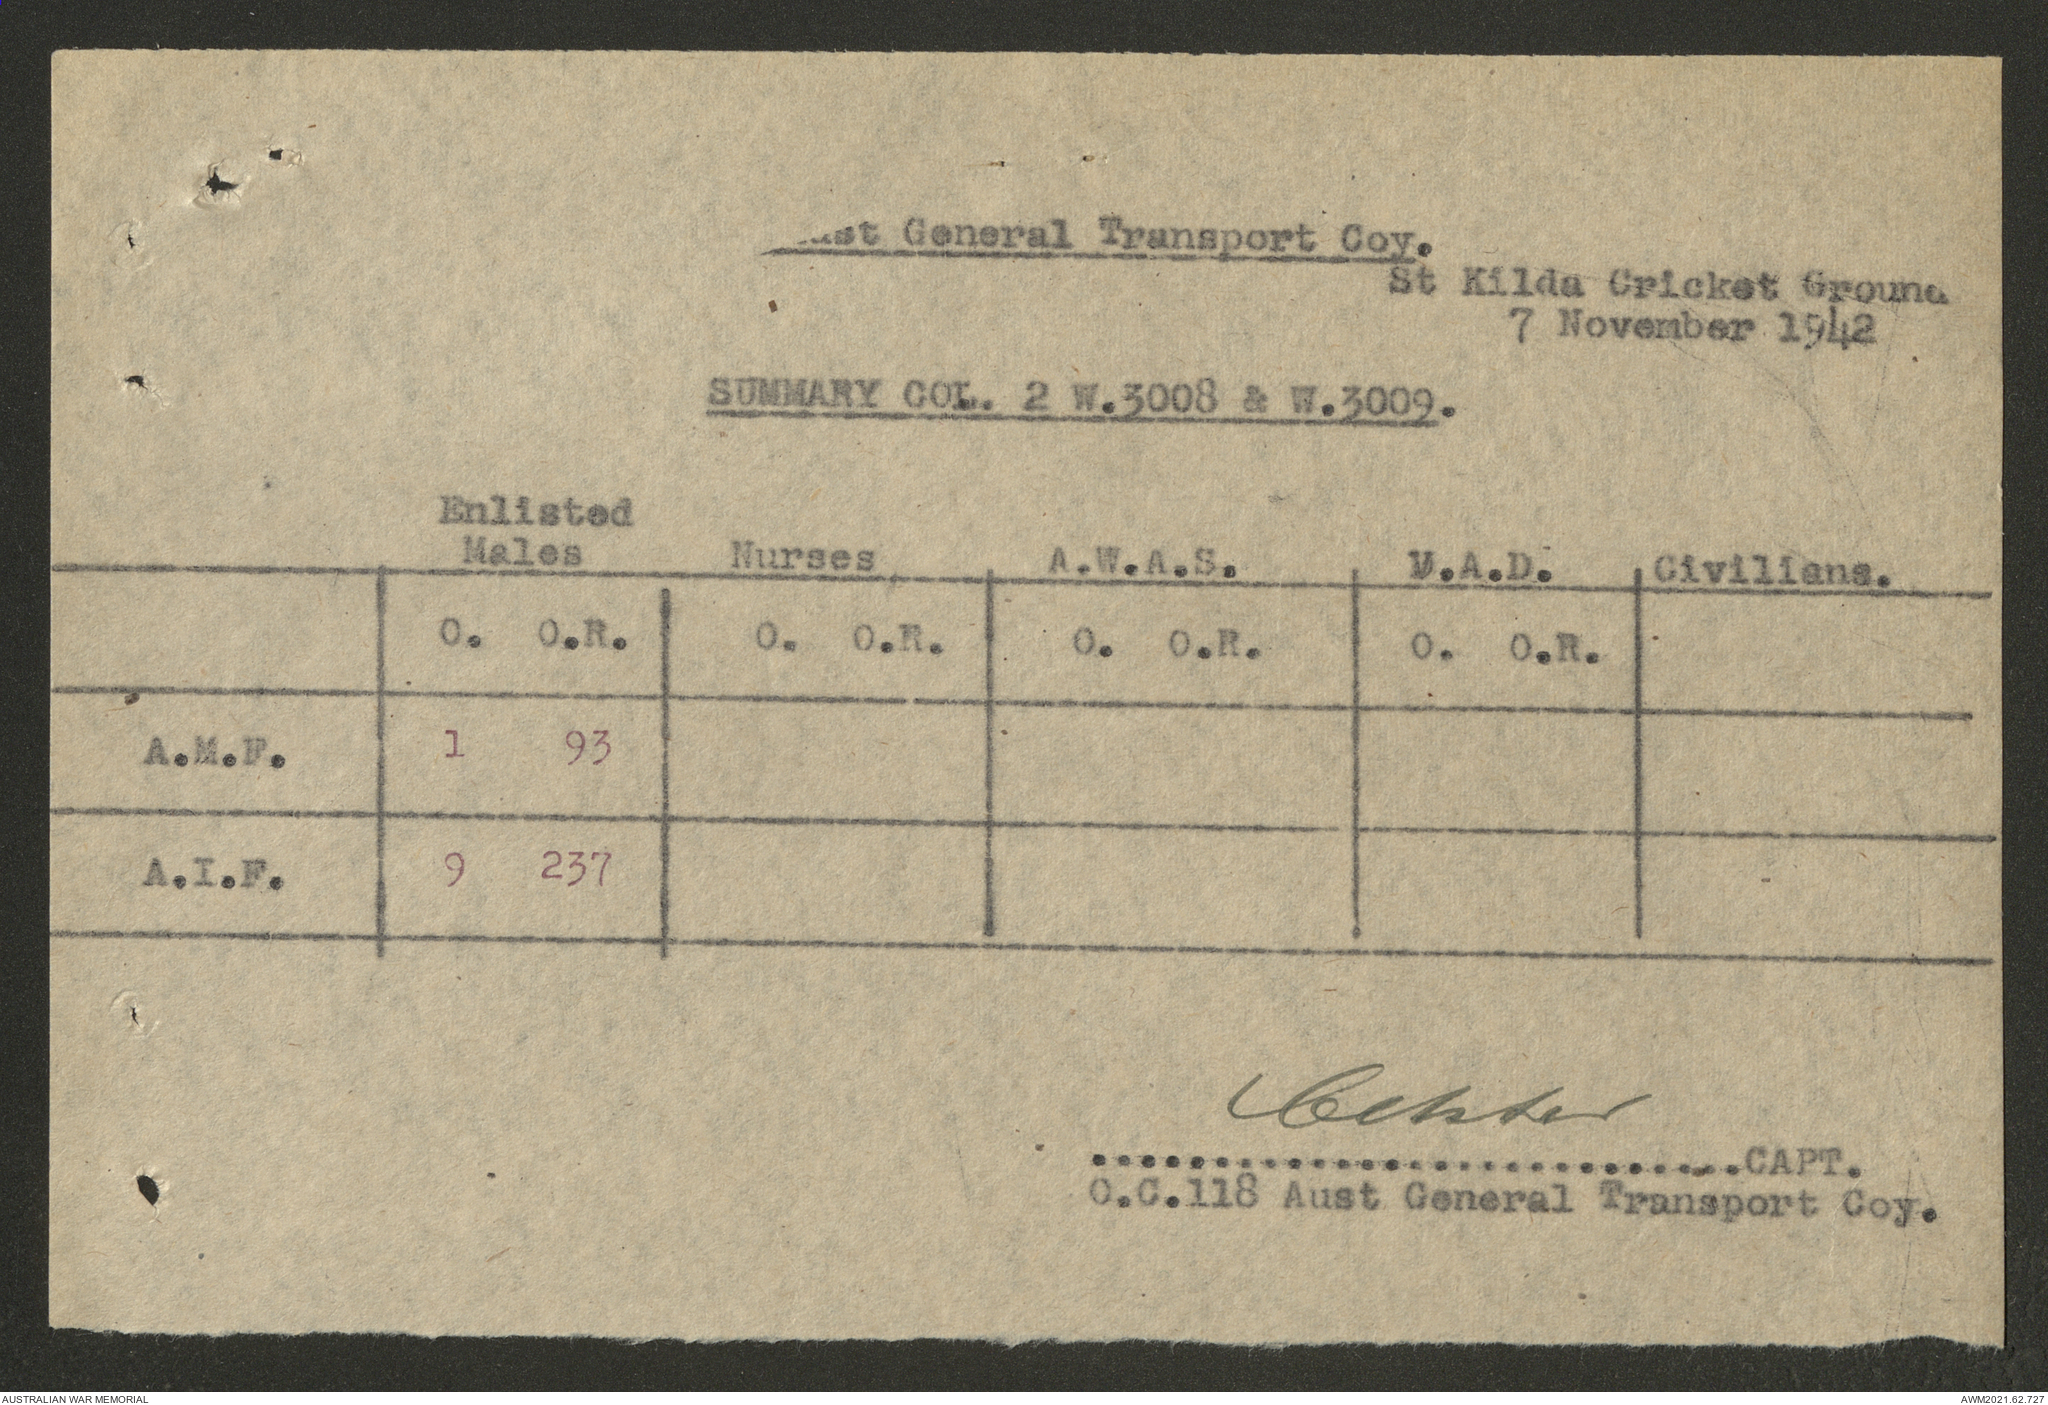 Aust General Transport Coy.
St Kilda Cricket Ground
7 November 1942
SUMMARY COL. 2 W.3008 & W.3009.
Enlisted
Males Nurses A.W.A.S. V.A.D. Civilians.
O. O.R. O. O.R. O. O.R. O. O.R.
A.M.F. 1 93
A.I.F. 9 237
..............................CAPT.
O.C.118 Aust General Transport Coy.
AUSTRALIAN WAR MEMORIAL
AWM2021.62.727